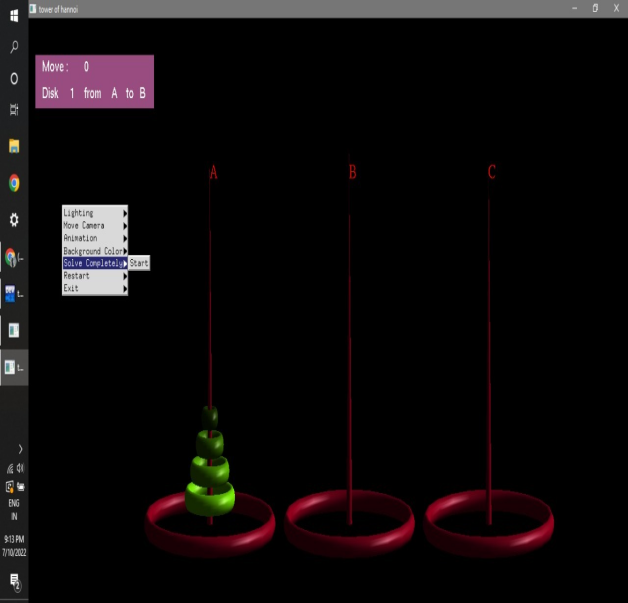 tower of hannoi
Move : 0
Disk 1 from A to B
A
B
C
Lighting
Move Camera
Animation
Background Color
Solve Completely
Start
Restart
Exit
t...
t...
ENG
IN
9:13 PM
7/10/2022
2